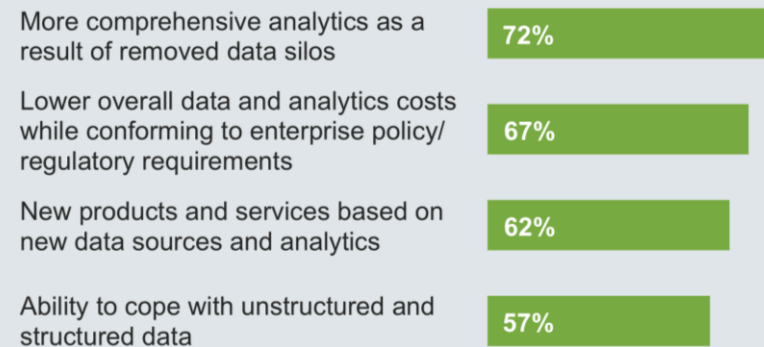 More comprehensive analytics as a
result of removed data silos
72%
Lower overall data and analytics costs
while conforming to enterprise policy/
regulatory requirements
67%
New products and services based on
new data sources and analytics
62%
Ability to cope with unstructured and
structured data
57%